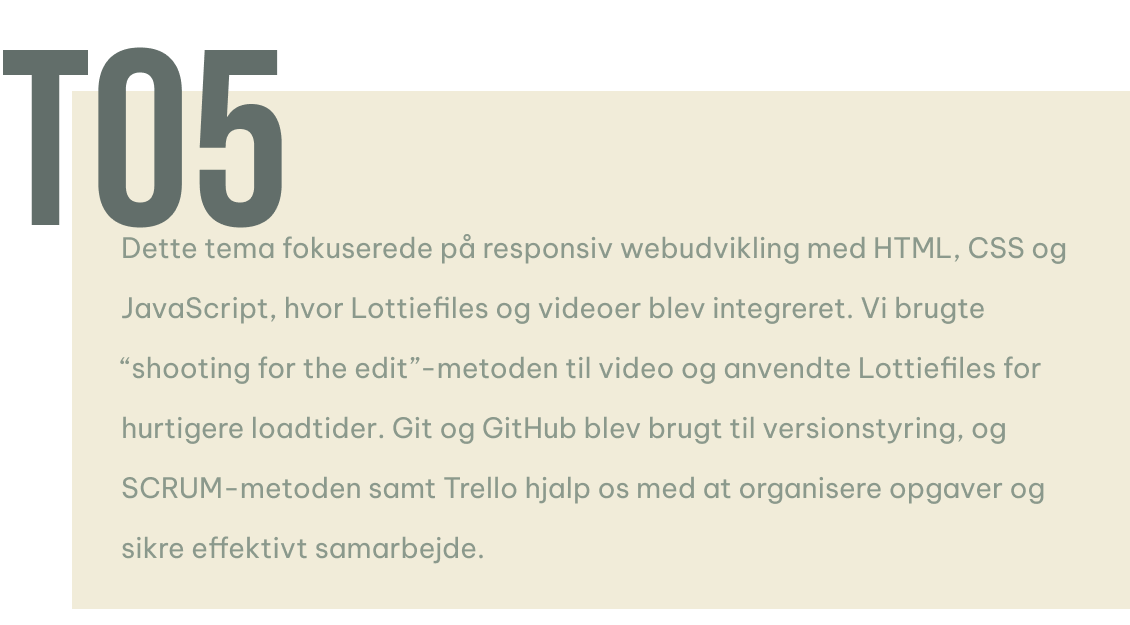 T05
Dette tema fokuserede på responsiv webudvikling med HTML, CSS og
JavaScript, hvor Lottiefiles og videoer blev integreret. Vi brugte
“shooting for the edit”-metoden til video og anvendte Lottiefiles for
hurtigere loadtider. Git og GitHub blev brugt til versionstyring, og
SCRUM-metoden samt Trello hjalp os med at organisere opgaver og
sikre effektivt samarbejde.